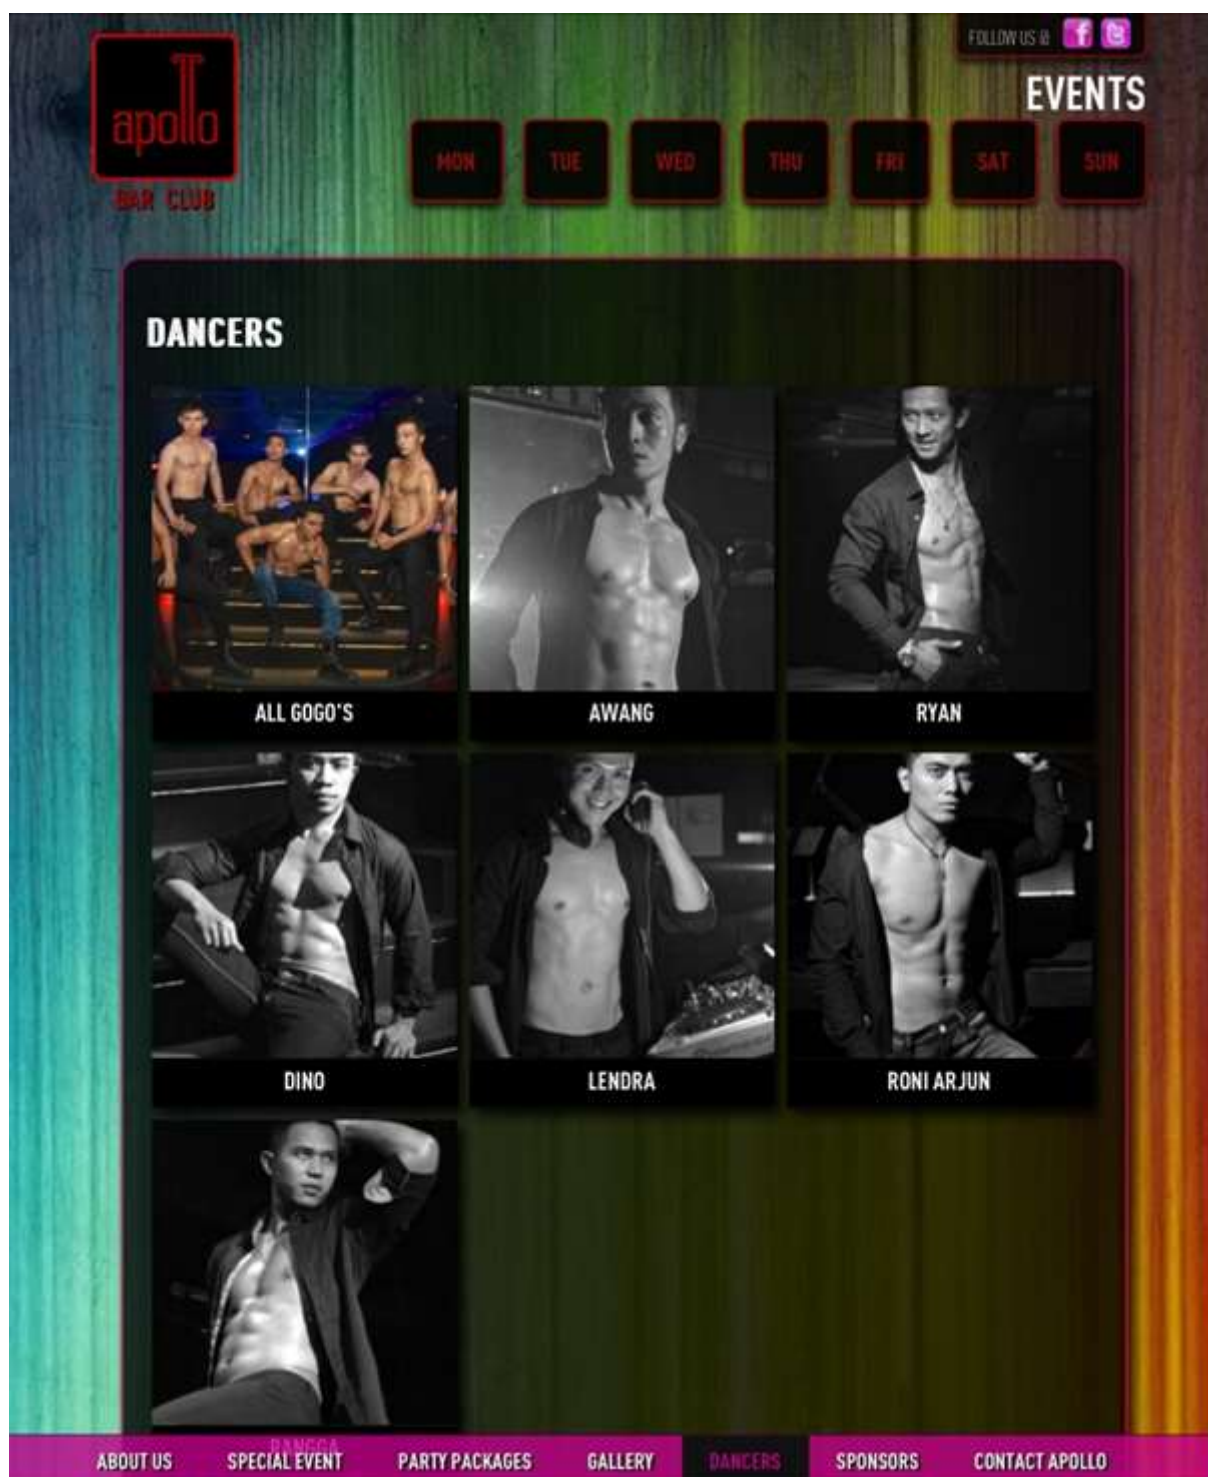 FOLLOW US @
apollo
BAR CLUB
EVENTS
MON TUE WED THU FRI SAT SUN
DANCERS
ALL GOGO'S AWANG RYAN
DINO LENDRA RONI ARJUN
RANGGA
ABOUT US SPECIAL EVENT PARTY PACKAGES GALLERY DANCERS SPONSORS CONTACT APOLLO